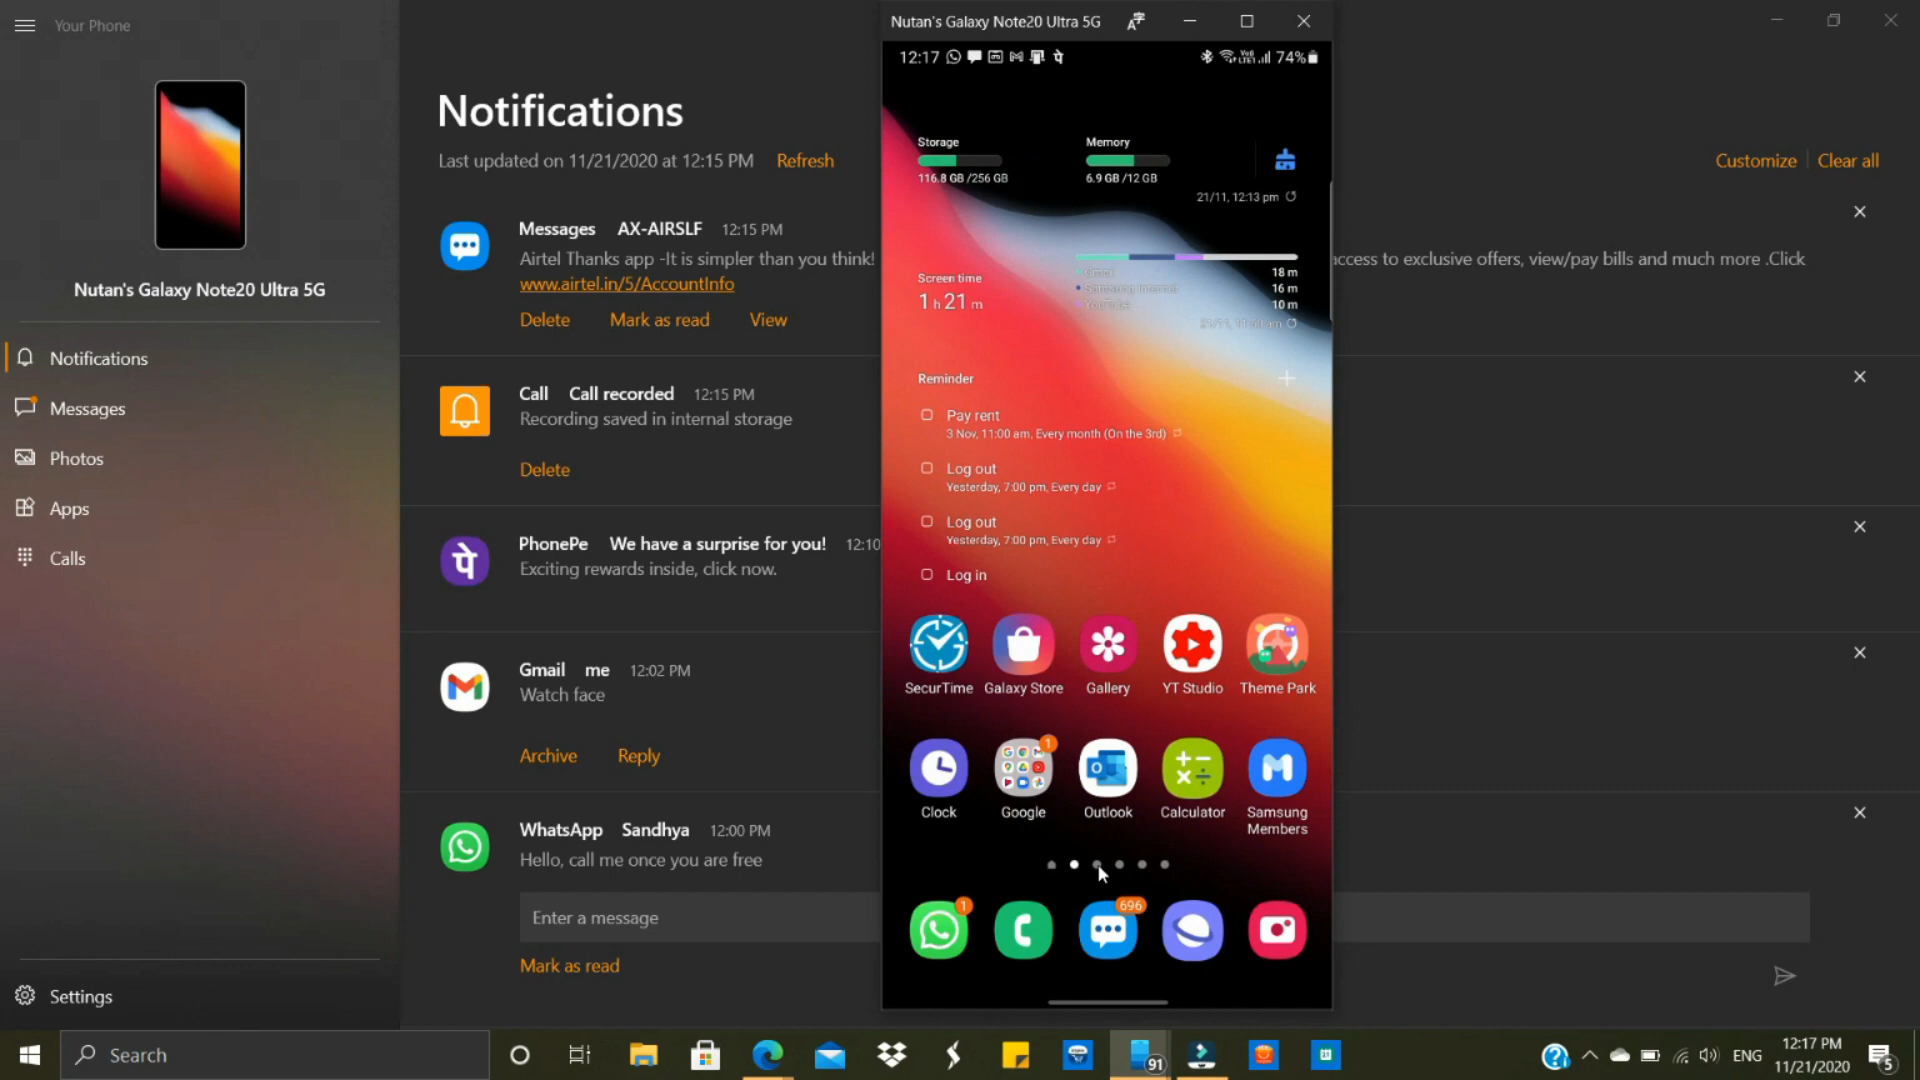 Your Phone
Nutan's Galaxy Note20 Ultra 5G
Notifications
Messages
Photos
Apps
Calls
Settings
Notifications
Last updated on 11/21/2020 at 12:15 PM Refresh
Customize Clear all
Messages AX-AIRSLF 12:15 PM
Airtel Thanks app -It is simpler than you think!
access to exclusive offers, view/pay bills and much more .Click
www.airtel.in/5/AccountInfo
Delete Mark as read View
Call Call recorded 12:15 PM
Recording saved in internal storage
Delete
PhonePe We have a surprise for you! 12:10
Exciting rewards inside, click now.
Gmail me 12:02 PM
Watch face
Archive Reply
WhatsApp Sandhya 12:00 PM
Hello, call me once you are free
Enter a message
Mark as read
Nutan's Galaxy Note20 Ultra 5G
12:17
74%
Storage
116.8 GB /256 GB
Memory
6.9 GB /12 GB
21/11, 12:13 pm
Screen time
1 h 21 m
Gmail 18 m
Samsung Internet 16 m
YouTube 10 m
Reminder
Pay rent
3 Nov, 11:00 am, Every month (On the 3rd)
Log out
Yesterday, 7:00 pm, Every day
Log out
Yesterday, 7:00 pm, Every day
Log in
SecurTime Galaxy Store Gallery YT Studio Theme Park
1
Clock Google Outlook Calculator Samsung Members
1
696
Search
91
ENG
12:17 PM
11/21/2020
5